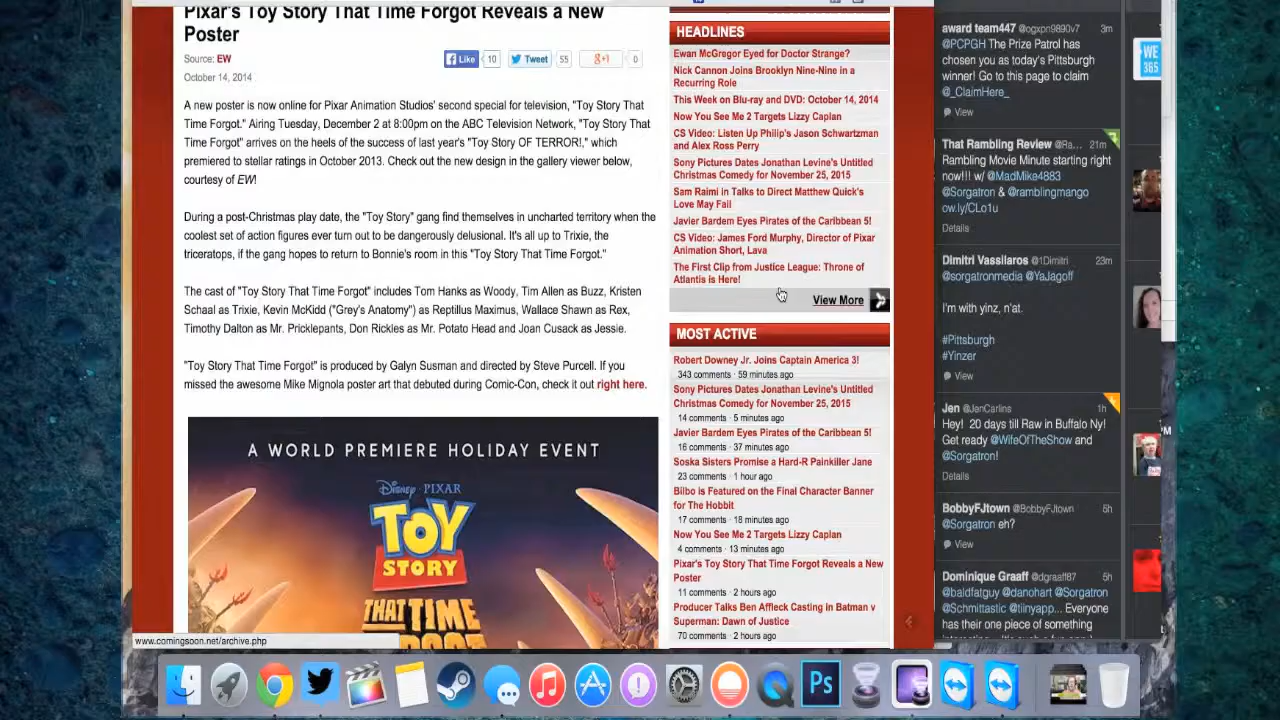 Pixar's Toy Story That Time Forgot Reveals a New
Poster
Source: EW
Like 10 Tweet 55 g+1 0
October 14, 2014
A new poster is now online for Pixar Animation Studios' second special for television, "Toy Story That
Time Forgot." Airing Tuesday, December 2 at 8:00pm on the ABC Television Network, "Toy Story That
Time Forgot" arrives on the heels of the success of last year's "Toy Story OF TERROR!," which
premiered to stellar ratings in October 2013. Check out the new design in the gallery viewer below,
courtesy of EW!
During a post-Christmas play date, the "Toy Story" gang find themselves in uncharted territory when the
coolest set of action figures ever turn out to be dangerously delusional. It's all up to Trixie, the
triceratops, if the gang hopes to return to Bonnie's room in this "Toy Story That Time Forgot."
The cast of "Toy Story That Time Forgot" includes Tom Hanks as Woody, Tim Allen as Buzz, Kristen
Schaal as Trixie, Kevin McKidd ("Grey's Anatomy") as Reptillus Maximus, Wallace Shawn as Rex,
Timothy Dalton as Mr. Pricklepants, Don Rickles as Mr. Potato Head and Joan Cusack as Jessie.
"Toy Story That Time Forgot" is produced by Galyn Susman and directed by Steve Purcell. If you
missed the awesome Mike Mignola poster art that debuted during Comic-Con, check it out right here.
A WORLD PREMIERE HOLIDAY EVENT
Disney PIXAR
TOY
STORY
THAT TIME
www.comingsoon.net/archive.php
HEADLINES
Ewan McGregor Eyed for Doctor Strange?
Nick Cannon Joins Brooklyn Nine-Nine in a
Recurring Role
This Week on Blu-ray and DVD: October 14, 2014
Now You See Me 2 Targets Lizzy Caplan
CS Video: Listen Up Philip's Jason Schwartzman
and Alex Ross Perry
Sony Pictures Dates Jonathan Levine's Untitled
Christmas Comedy for November 25, 2015
Sam Raimi in Talks to Direct Matthew Quick's
Love May Fail
Javier Bardem Eyes Pirates of the Caribbean 5!
CS Video: James Ford Murphy, Director of Pixar
Animation Short, Lava
The First Clip from Justice League: Throne of
Atlantis is Here!
View More
MOST ACTIVE
Robert Downey Jr. Joins Captain America 3!
343 comments · 59 minutes ago
Sony Pictures Dates Jonathan Levine's Untitled
Christmas Comedy for November 25, 2015
14 comments · 5 minutes ago
Javier Bardem Eyes Pirates of the Caribbean 5!
16 comments · 37 minutes ago
Soska Sisters Promise a Hard-R Painkiller Jane
23 comments · 1 hour ago
Bilbo is Featured on the Final Character Banner
for The Hobbit
17 comments · 18 minutes ago
Now You See Me 2 Targets Lizzy Caplan
4 comments · 13 minutes ago
Pixar's Toy Story That Time Forgot Reveals a New
Poster
11 comments · 2 hours ago
Producer Talks Ben Affleck Casting in Batman v
Superman: Dawn of Justice
70 comments · 2 hours ago
award team447 @ogxpn9890v7 3m
@PCPGH The Prize Patrol has
chosen you as today's Pittsburgh
winner! Go to this page to claim
@_ClaimHere_
View
That Rambling Review @Ra... 21m
Rambling Movie Minute starting right
now!!! w/ @MadMike4883
@Sorgatron & @ramblingmango
ow.ly/CLo1u
Details
Dimitri Vassilaros @1Dimitri 23m
@sorgatronmedia @YaJagoff
I'm with yinz, n'at.
#Pittsburgh
#Yinzer
View
Jen @JenCarlins 1h
Hey! 20 days till Raw in Buffalo Ny!
Get ready @WifeOfTheShow and
@Sorgatron!
Details
BobbyFJtown @BobbyFJtown 5h
@Sorgatron eh?
View
Dominique Graaff @dgraaff87 5h
@baldfatguy @danohart @Sorgatron
@Schmittastic @tiinyapp... Everyone
has their one piece of something
WE
365
PM
Ps